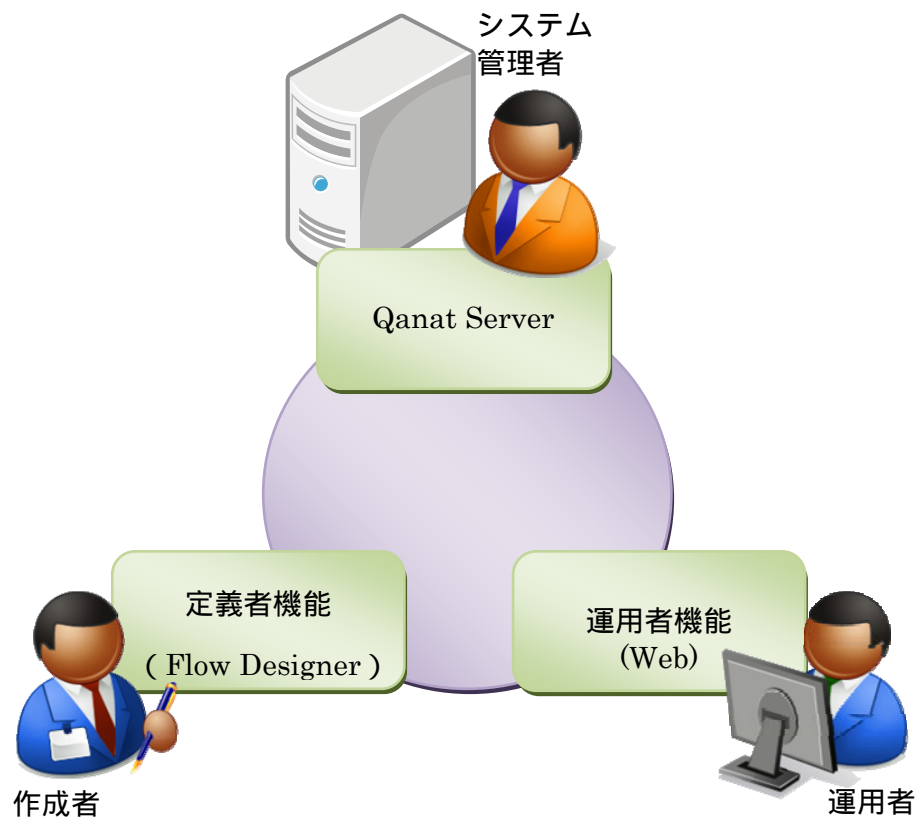 システム
管理者
Qanat Server
定義者機能
( Flow Designer )
運用者機能
(Web)
作成者
運用者